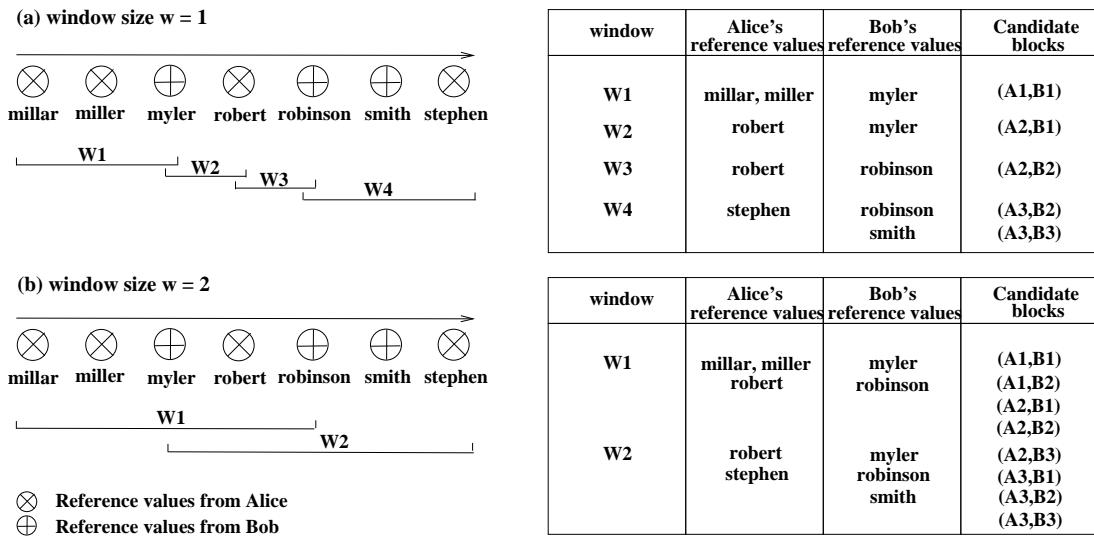 (a) window size w = 1
millar miller myler robert robinson smith stephen
W1
W2
W3
W4
window Alice's reference values Bob's reference values Candidate blocks
W1 millar, miller myler (A1,B1)
W2 robert myler (A2,B1)
W3 robert robinson (A2,B2)
W4 stephen robinson (A3,B2)
smith (A3,B3)
(b) window size w = 2
millar miller myler robert robinson smith stephen
W1
W2
Reference values from Alice
Reference values from Bob
window Alice's reference values Bob's reference values Candidate blocks
W1 millar, miller myler (A1,B1)
robert robinson (A1,B2)
(A2,B1)
(A2,B2)
W2 robert myler (A2,B3)
stephen robinson (A3,B1)
smith (A3,B2)
(A3,B3)